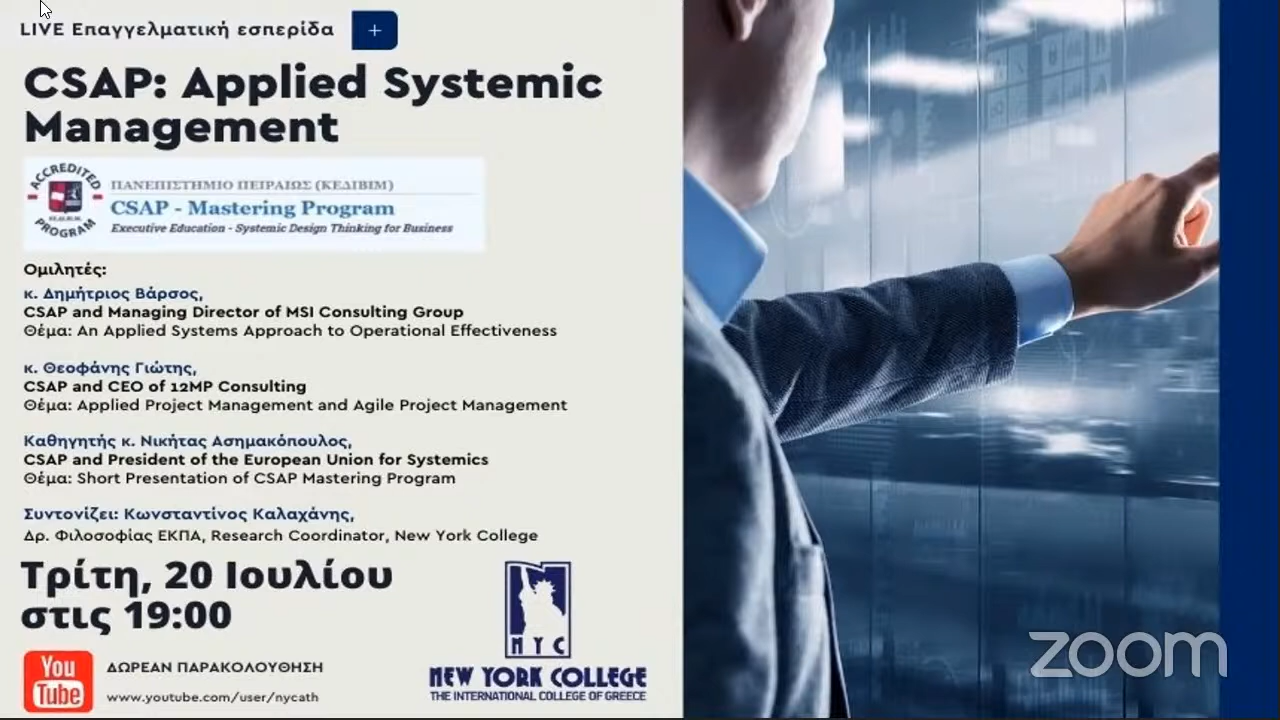 LIVE Επαγγελματική εσπερίδα
+
CSAP: Applied Systemic
Management
ACCREDITED
PROGRAM
ΠΑΝΕΠΙΣΤΗΜΙΟ ΠΕΙΡΑΙΩΣ (ΚΕΔΙΒΙΜ)
CSAP - Mastering Program
Executive Education - Systemic Design Thinking for Business
Ομιλητές:
κ. Δημήτριος Βάρσος,
CSAP and Managing Director of MSI Consulting Group
Θέμα: An Applied Systems Approach to Operational Effectiveness
κ. Θεοφάνης Γιώτης,
CSAP and CEO of 12MP Consulting
Θέμα: Applied Project Management and Agile Project Management
Καθηγητής κ. Νικήτας Ασημακόπουλος,
CSAP and President of the European Union for Systemics
Θέμα: Short Presentation of CSAP Mastering Program
Συντονίζει: Κωνσταντίνος Καλαχάνης,
Δρ. Φιλοσοφίας ΕΚΠΑ, Research Coordinator, New York College
Τρίτη, 20 Ιουλίου
στις 19:00
You
Tube
ΔΩΡΕΑΝ ΠΑΡΑΚΟΛΟΥΘΗΣΗ
www.youtube.com/user/nycath
NYC
NEW YORK COLLEGE
THE INTERNATIONAL COLLEGE OF GREECE
zoom